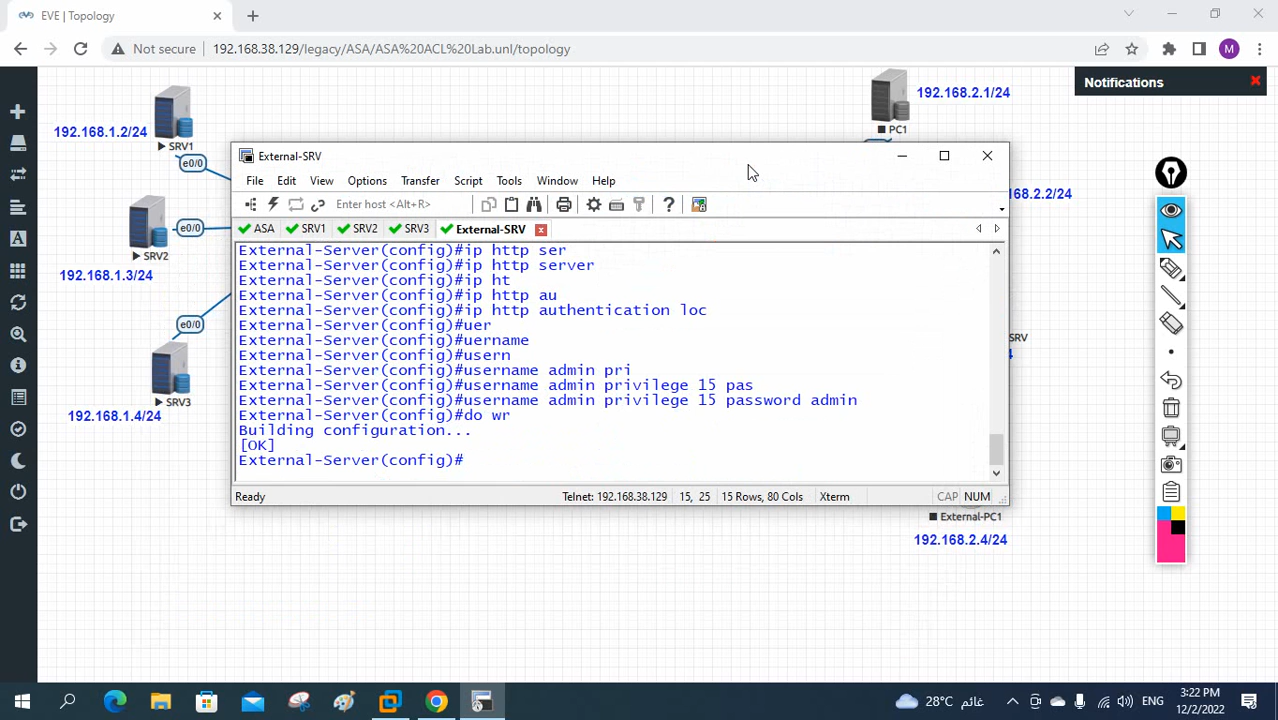 EVE | Topology
Not secure
192.168.38.129/legacy/ASA/ASA%20ACL%20Lab.unl/topology
M
Notifications
192.168.1.2/24
SRV1
e0/0
192.168.2.1/24
PC1
External-SRV
File Edit View Options Transfer Script Tools Window Help
Enter host <Alt+R>
ASA SRV1 SRV2 SRV3 External-SRV
168.2.2/24
e0/0
SRV2
192.168.1.3/24
e0/0
SRV3
192.168.1.4/24
External-Server(config)#ip http ser
External-Server(config)#ip http server
External-Server(config)#ip ht
External-Server(config)#ip http au
External-Server(config)#ip http authentication loc
External-Server(config)#uer
External-Server(config)#uername
External-Server(config)#usern
External-Server(config)#username admin pri
External-Server(config)#username admin privilege 15 pas
External-Server(config)#username admin privilege 15 password admin
External-Server(config)#do wr
Building configuration...
[OK]
External-Server(config)#
SRV
Ready
Telnet: 192.168.38.129 15, 25 15 Rows, 80 Cols Xterm CAP NUM
External-PC1
192.168.2.4/24
28°C غائم
ENG
3:22 PM
12/2/2022